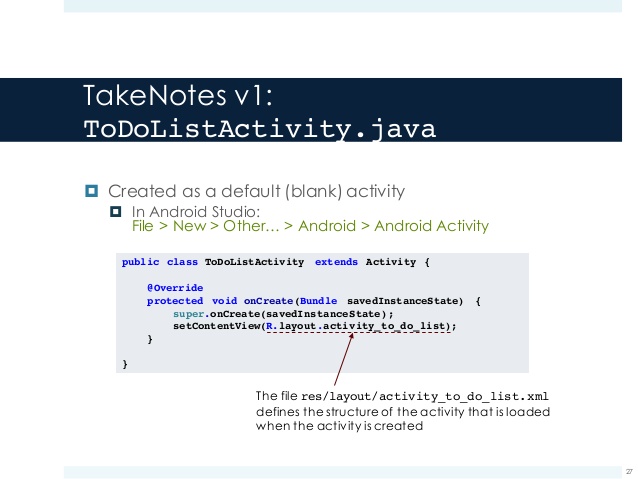 TakeNotes v1:
ToDoListActivity.java
Created as a default (blank) activity
In Android Studio:
File > New > Other… > Android > Android Activity
public class ToDoListActivity extends Activity {
@Override
protected void onCreate(Bundle savedInstanceState) {
super.onCreate(savedInstanceState);
setContentView(R.layout.activity_to_do_list);
}
}
The file res/layout/activity_to_do_list.xml
defines the structure of the activity that is loaded
when the activity is created
27